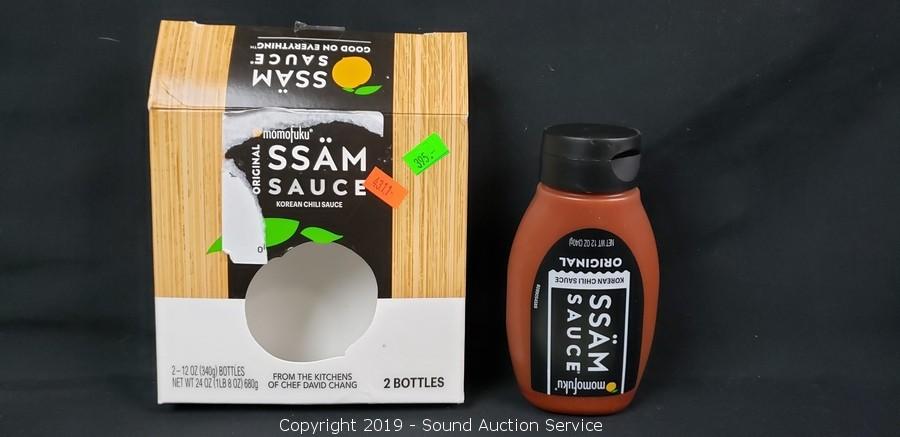 GOOD ON EVERYTHING™
SAUCE®
SSÄM
momofuku®
ORIGINAL
SSÄM
SAUCE
KOREAN CHILI SAUCE
395.-
4311-
2–12 OZ (340g) BOTTLES
NET WT 24 OZ (1LB 8 OZ) 680g
FROM THE KITCHENS
OF CHEF DAVID CHANG
2 BOTTLES
NET WT 12 OZ (340g)
ORIGINAL
KOREAN CHILI SAUCE
SSÄM
SAUCE
momofuku®
Copyright 2019 - Sound Auction Service